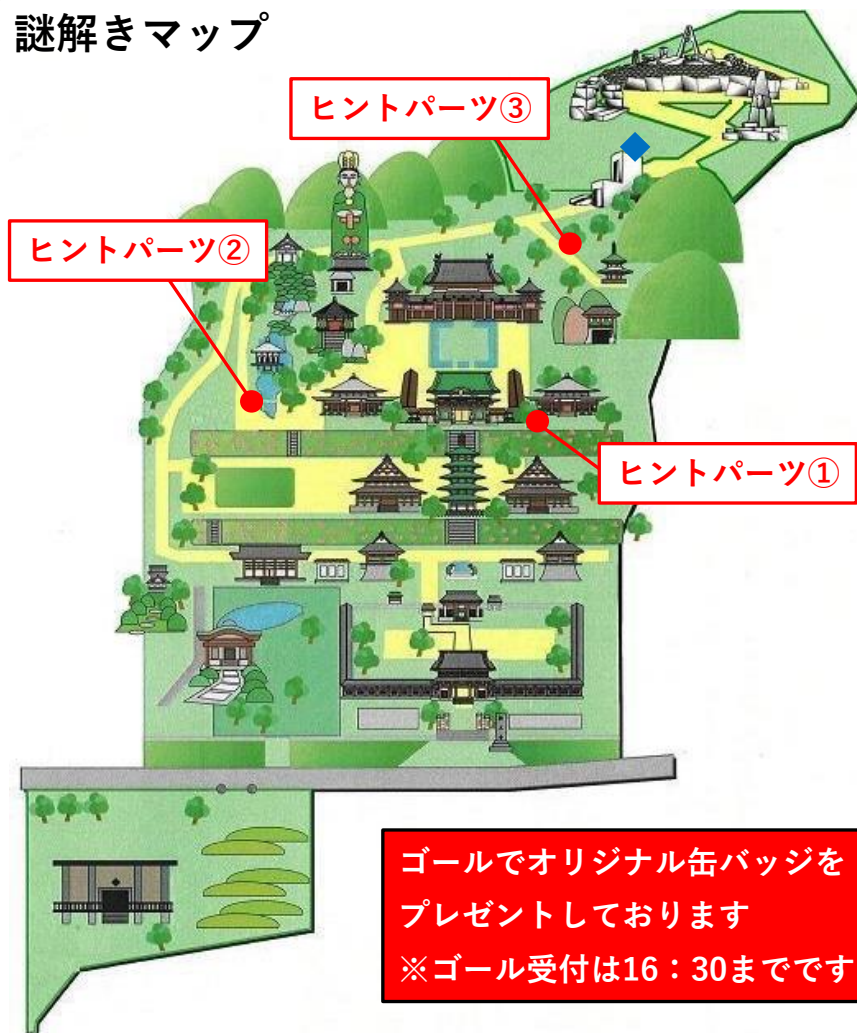 謎解きマップ
ヒントパーツ③
ヒントパーツ②
ヒントパーツ①
ゴールでオリジナル缶バッジを
プレゼントしております
※ゴール受付は16：30までです